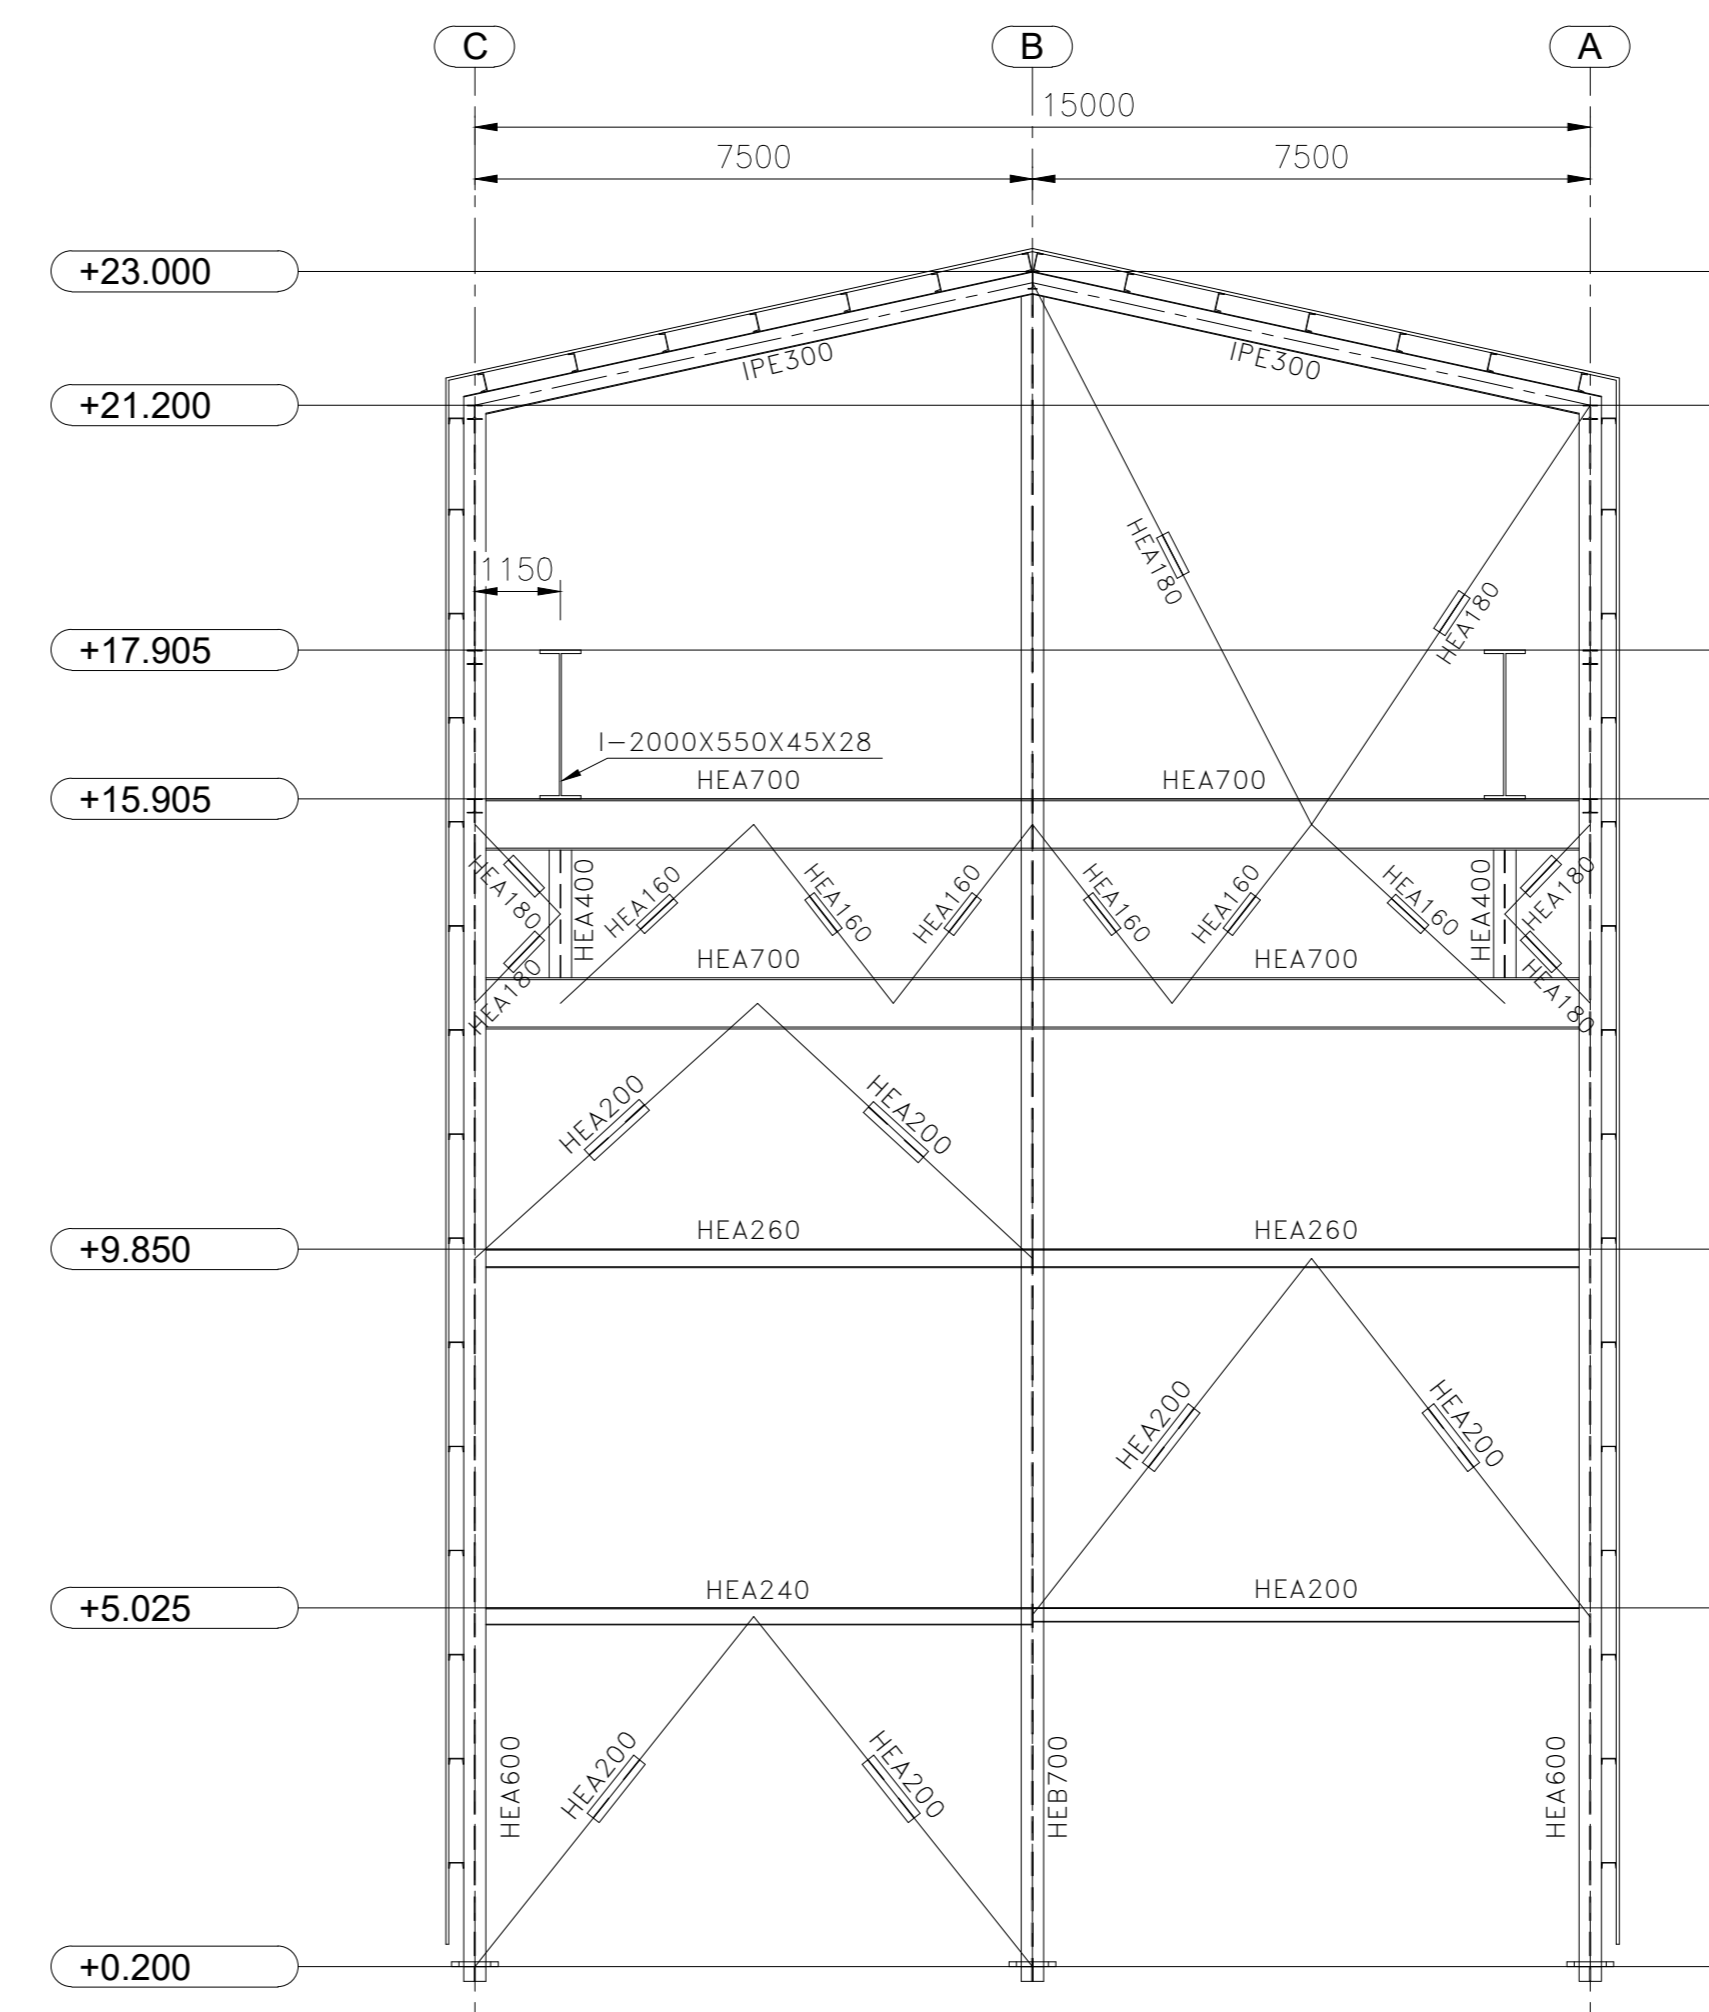 C B A
15000
7500 7500
+23.000
IPE300 IPE300
+21.200
HEA180
1150
HEA180
+17.905
I-2000X550X45X28
HEA700 HEA700
+15.905
HEA180 HEA400 HEA160 HEA160 HEA160 HEA160 HEA160 HEA160 HEA400 HEA180
HEA700 HEA700
HEA180 HEA180
HEA200 HEA200
HEA260 HEA260
+9.850
HEA200 HEA200
HEA240 HEA200
+5.025
HEA600 HEA200 HEA200 HEB700 HEA600
+0.200